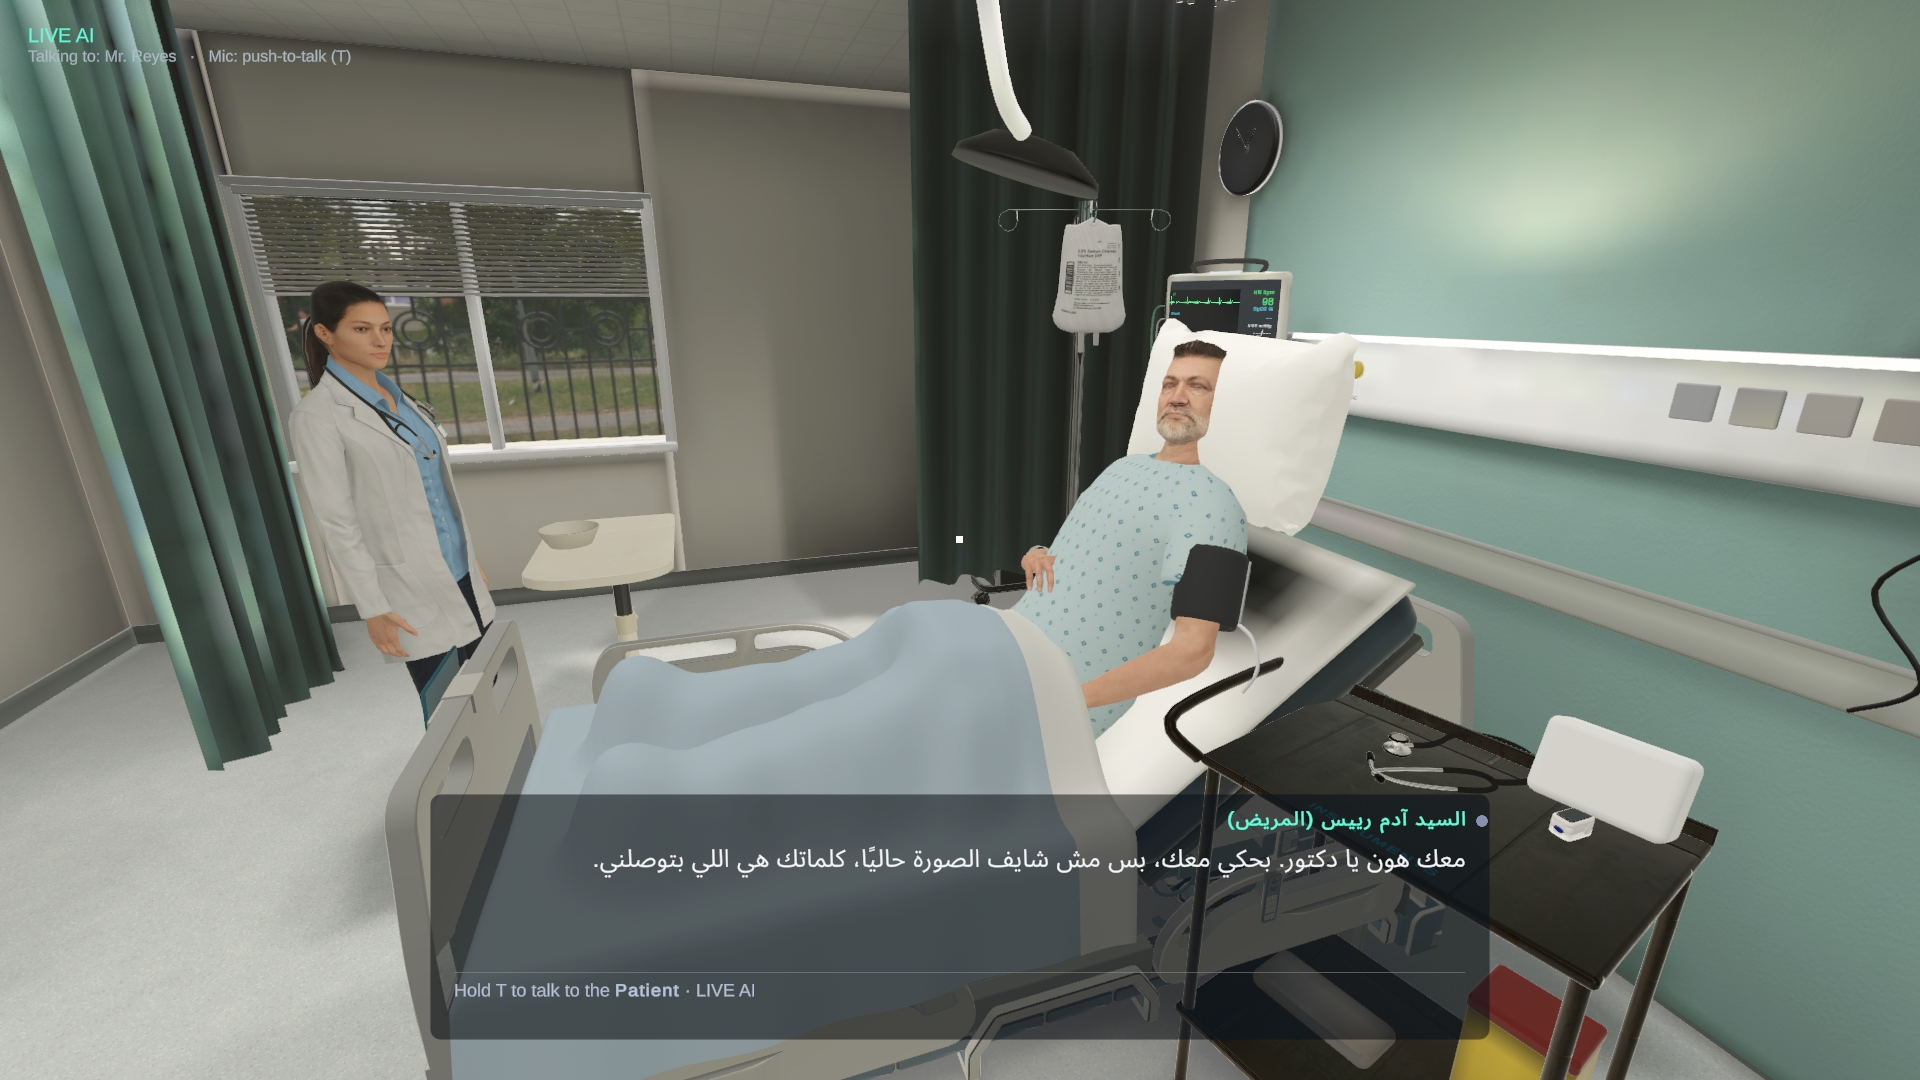 LIVE AI
Talking to: Mr. Reyes · Mic: push-to-talk (T)
98
السيد آدم رييس (المريض)
معك هون يا دكتور. بحكي معك، بس مش شايف الصورة حاليًا، كلماتك هي اللي بتوصلني.
Hold T to talk to the Patient · LIVE AI